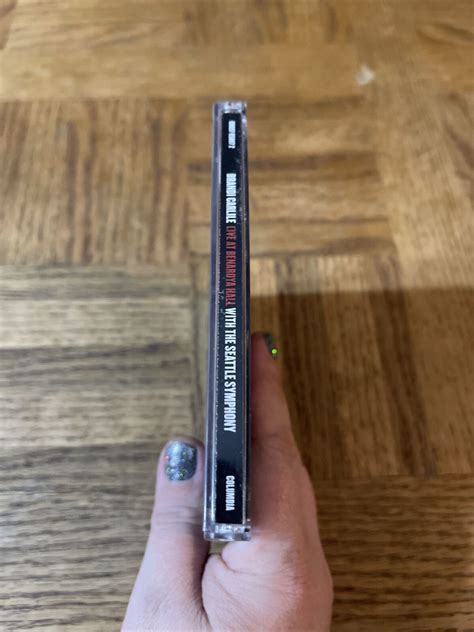 BRANDI CARLILE LIVE AT BENAROYA HALL WITH THE SEATTLE SYMPHONY
COLUMBIA